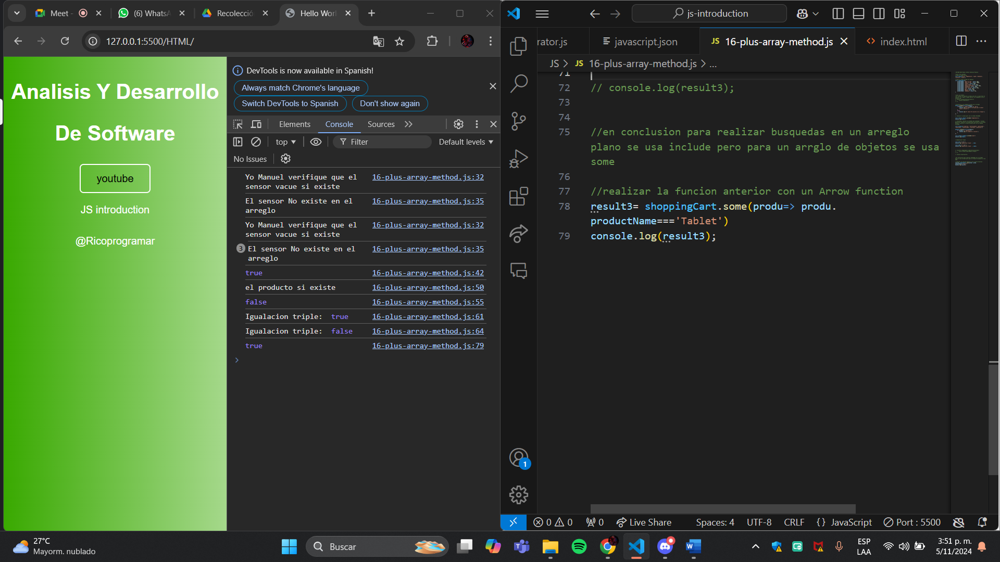 Meet -
(6) WhatsA
Recolecció
Hello Wor
127.0.0.1:5500/HTML/
Analisis Y Desarrollo
De Software
youtube
JS introduction
@Ricoprogramar
DevTools is now available in Spanish!
Always match Chrome's language
Switch DevTools to Spanish
Don't show again
Elements
Console
Sources
top
Filter
Default levels
No Issues
Yo Manuel verifique que el 16-plus-array-method.js:32
sensor vacue si existe
El sensor No existe en el 16-plus-array-method.js:35
arreglo
Yo Manuel verifique que el 16-plus-array-method.js:32
sensor vacue si existe
3 El sensor No existe en el 16-plus-array-method.js:35
arreglo
true 16-plus-array-method.js:42
el producto si existe 16-plus-array-method.js:50
false 16-plus-array-method.js:55
Igualacion triple: true 16-plus-array-method.js:61
Igualacion triple: false 16-plus-array-method.js:64
true 16-plus-array-method.js:79
js-introduction
rator.js
javascript.json
JS 16-plus-array-method.js
index.html
JS > JS 16-plus-array-method.js > ...
71
72 // console.log(result3);
73
74
75 //en conclusion para realizar busquedas en un arreglo
plano se usa include pero para un arrglo de objetos se usa
some
76
77 //realizar la funcion anterior con un Arrow function
78 result3= shoppingCart.some(produ=> produ.
productName==='Tablet')
79 console.log(result3);
1
0 0 0 Live Share Spaces: 4 UTF-8 CRLF {} JavaScript Port : 5500
27°C
Mayorm. nublado
Buscar
ESP
LAA
3:51 p. m.
5/11/2024